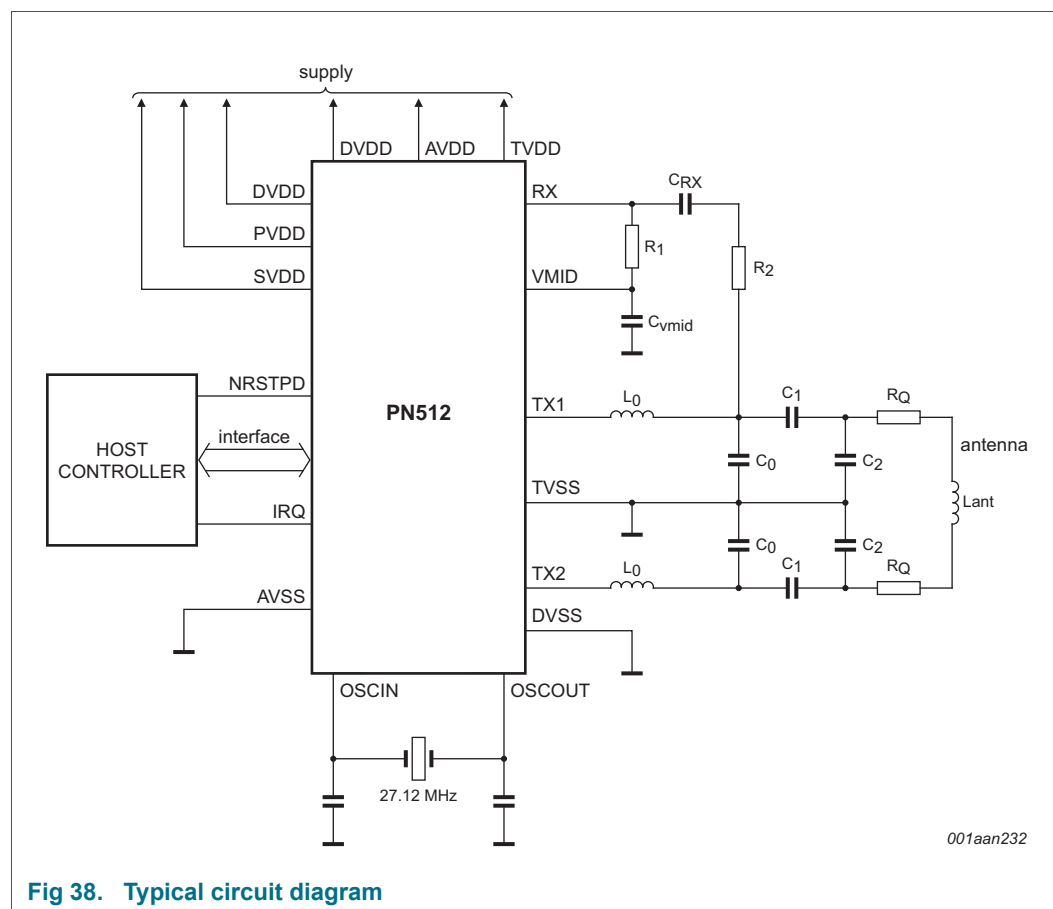 supply
DVDD AVDD TVDD
DVDD
PVDD
SVDD
RX
CRX
R1
R2
VMID
Cvmid
PN512
NRSTPD
HOST
CONTROLLER
interface
IRQ
TX1
L0
C1
RQ
antenna
C0
C2
TVSS
Lant
C0
C2
TX2
L0
C1
RQ
AVSS
DVSS
OSCIN
OSCOUT
27.12 MHz
001aan232
Fig 38. Typical circuit diagram